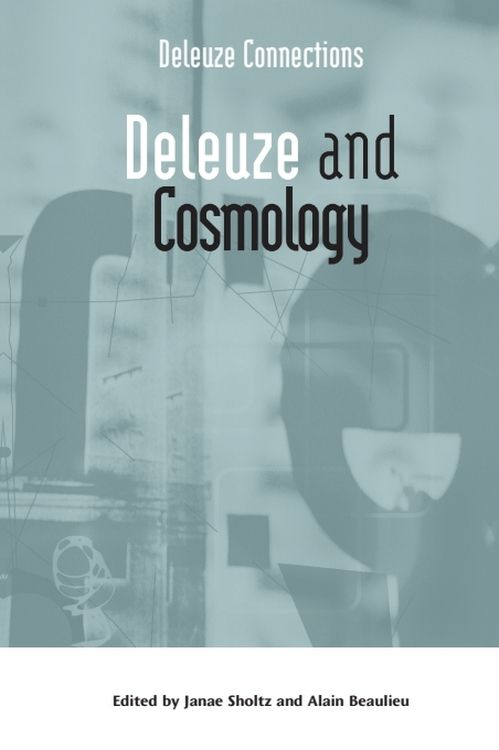 Deleuze Connections
Deleuze and
Cosmology
Edited by Janae Sholtz and Alain Beaulieu